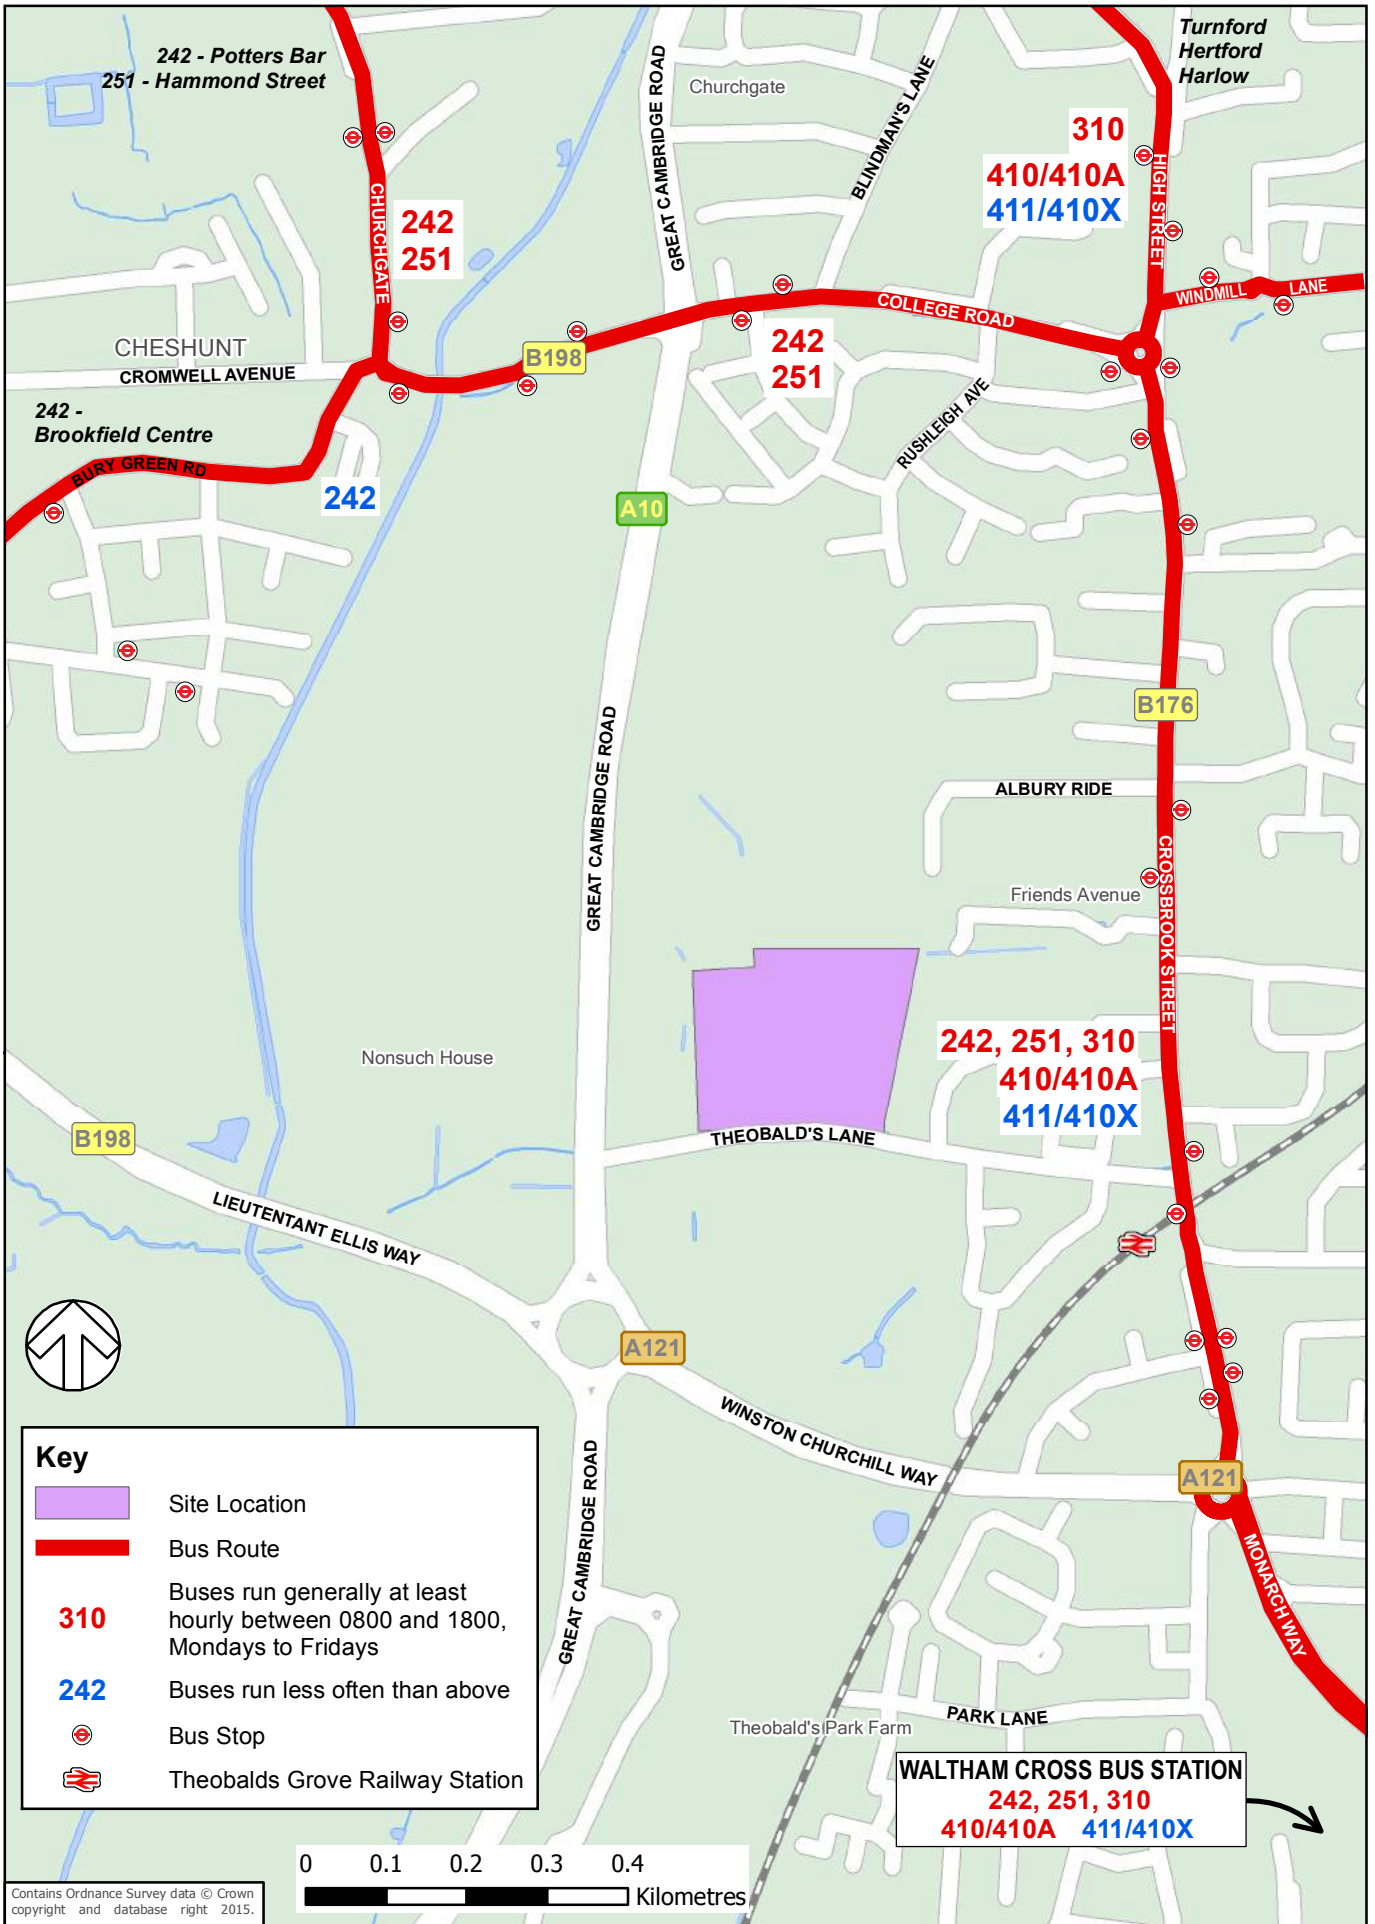 242 - Potters Bar
251 - Hammond Street
Turnford
Hertford
Harlow
GREAT CAMBRIDGE ROAD
Churchgate
BLINDMAN'S LANE
310
410/410A
411/410X
HIGH STREET
CHURCHGATE
242
251
WINDMILL LANE
COLLEGE ROAD
242
251
B198
CHESHUNT
CROMWELL AVENUE
242 -
Brookfield Centre
BURY GREEN RD
242
RUSHLEIGH AVE
A10
B176
GREAT CAMBRIDGE ROAD
ALBURY RIDE
CROSSBROOK STREET
Friends Avenue
242, 251, 310
410/410A
411/410X
Nonsuch House
THEOBALD'S LANE
B198
LIEUTENTANT ELLIS WAY
A121
WINSTON CHURCHILL WAY
A121
MONARCH WAY
GREAT CAMBRIDGE ROAD
PARK LANE
Theobald's Park Farm
Key
Site Location
Bus Route
310
Buses run generally at least
hourly between 0800 and 1800,
Mondays to Fridays
242
Buses run less often than above
Bus Stop
Theobalds Grove Railway Station
WALTHAM CROSS BUS STATION
242, 251, 310
410/410A 411/410X
0 0.1 0.2 0.3 0.4
Kilometres
Contains Ordnance Survey data © Crown
copyright and database right 2015.